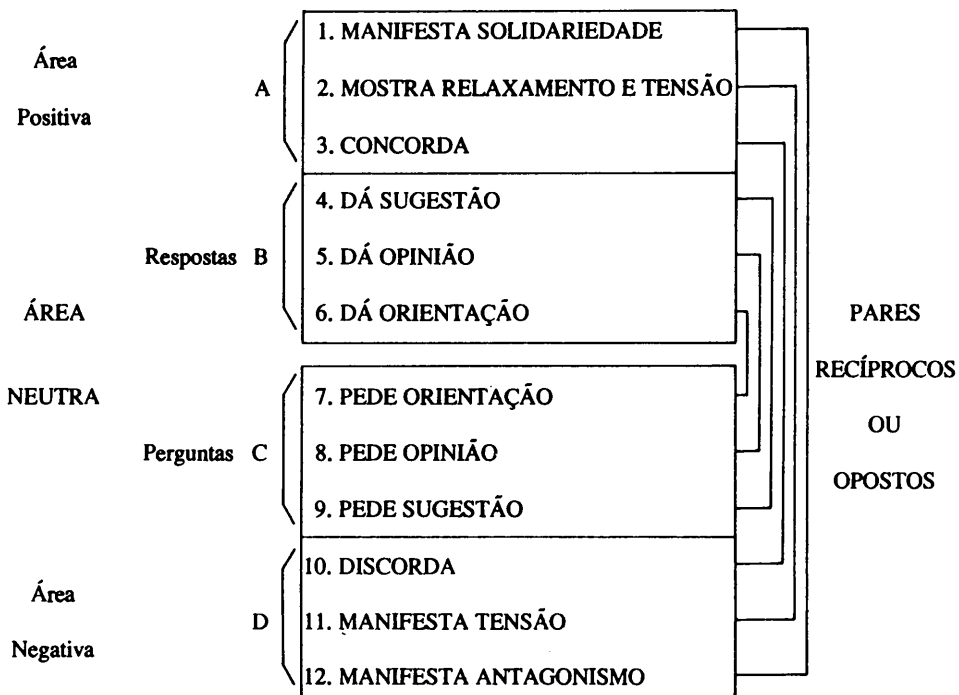 Área
Positiva
A
1. MANIFESTA SOLIDARIEDADE
2. MOSTRA RELAXAMENTO E TENSÃO
3. CONCORDA
Respostas B
4. DÁ SUGESTÃO
5. DÁ OPINIÃO
6. DÁ ORIENTAÇÃO
ÁREA
NEUTRA
Perguntas C
7. PEDE ORIENTAÇÃO
8. PEDE OPINIÃO
9. PEDE SUGESTÃO
Área
Negativa
D
10. DISCORDA
11. MANIFESTA TENSÃO
12. MANIFESTA ANTAGONISMO
PARES
RECÍPROCOS
OU
OPOSTOS